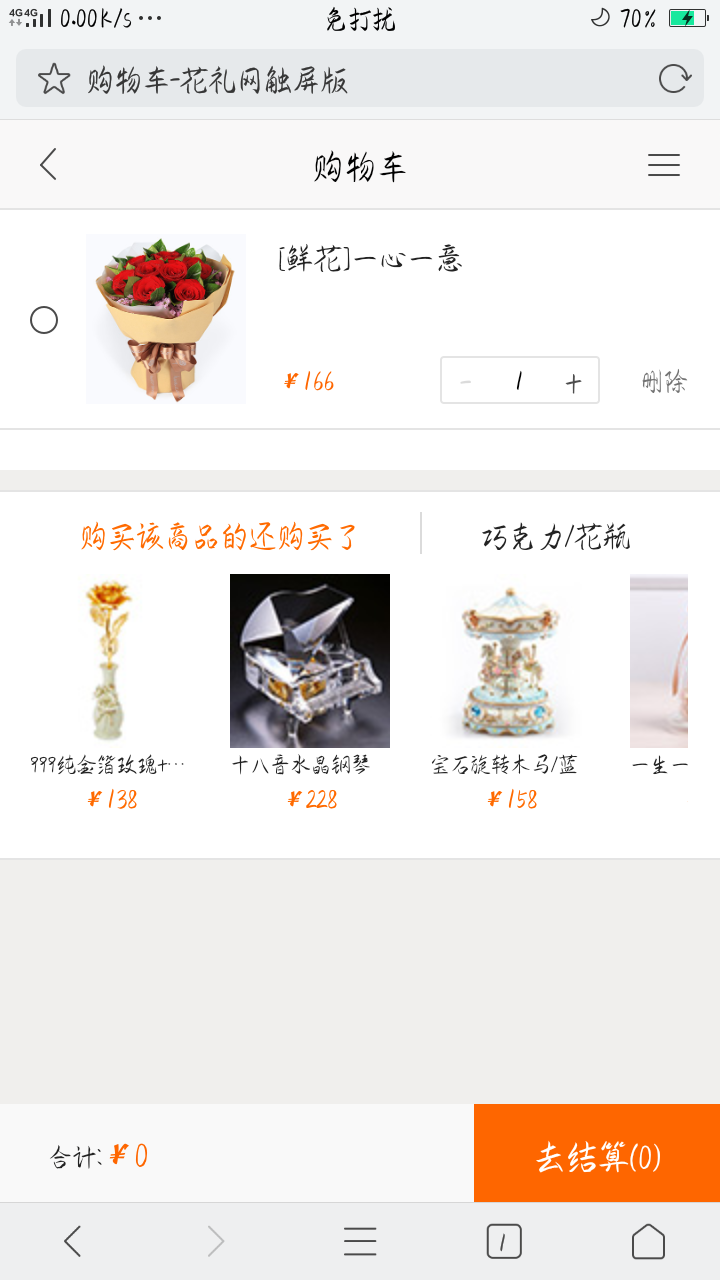 4G 4G 0.00K/s ... 免打扰 70%
购物车-花礼网触屏版
购物车
[鲜花]一心一意
¥166 - 1 + 删除
购买该商品的还购买了 巧克力/花瓶
999纯金箔玫瑰+... 十八音水晶钢琴 宝石旋转木马/蓝 一生一
¥138 ¥228 ¥158
合计: ¥0 去结算(0)
1